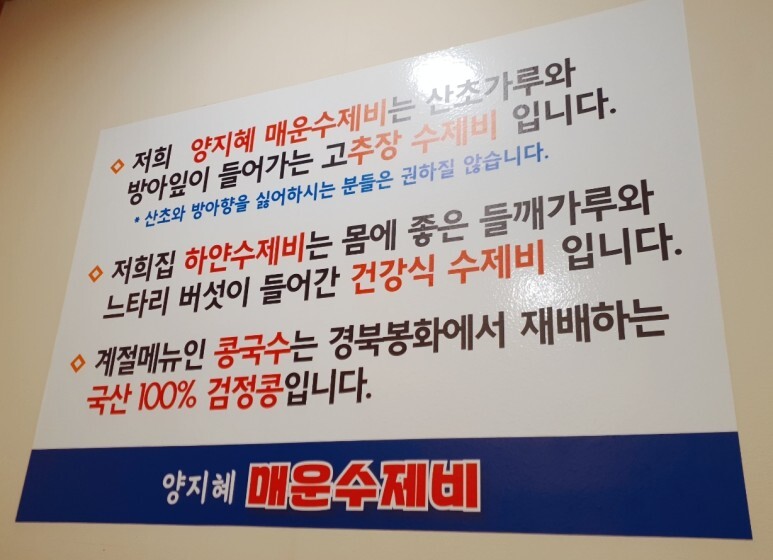 ◇ 저희 양지혜 매운수제비는 산초가루와
방아잎이 들어가는 고추장 수제비 입니다.
• 산초와 방아향을 싫어하시는 분들은 권하질 않습니다.
◇ 저희집 하얀수제비는 몸에 좋은 들깨가루와
느타리 버섯이 들어간 건강식 수제비 입니다.
◇ 계절메뉴인 콩국수는 경북봉화에서 재배하는
국산 100% 검정콩입니다.
양지혜 매운수제비